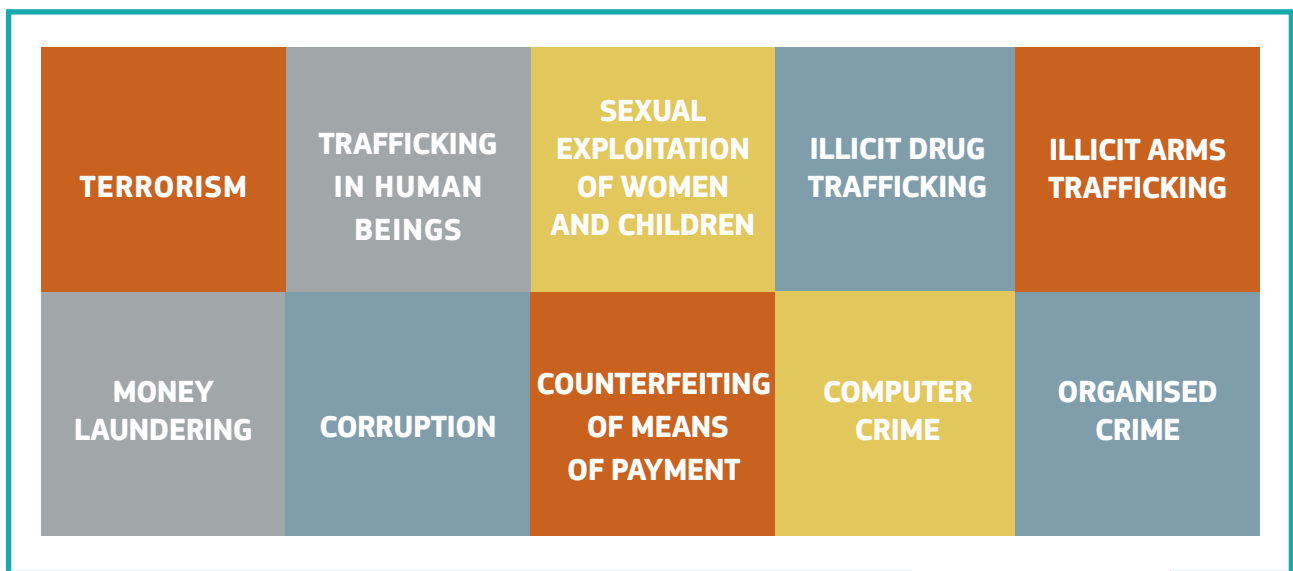 TERRORISM
TRAFFICKING
IN HUMAN
BEINGS
SEXUAL
EXPLOITATION
OF WOMEN
AND CHILDREN
ILLICIT DRUG
TRAFFICKING
ILLICIT ARMS
TRAFFICKING
MONEY
LAUNDERING
CORRUPTION
COUNTERFEITING
OF MEANS
OF PAYMENT
COMPUTER
CRIME
ORGANISED
CRIME